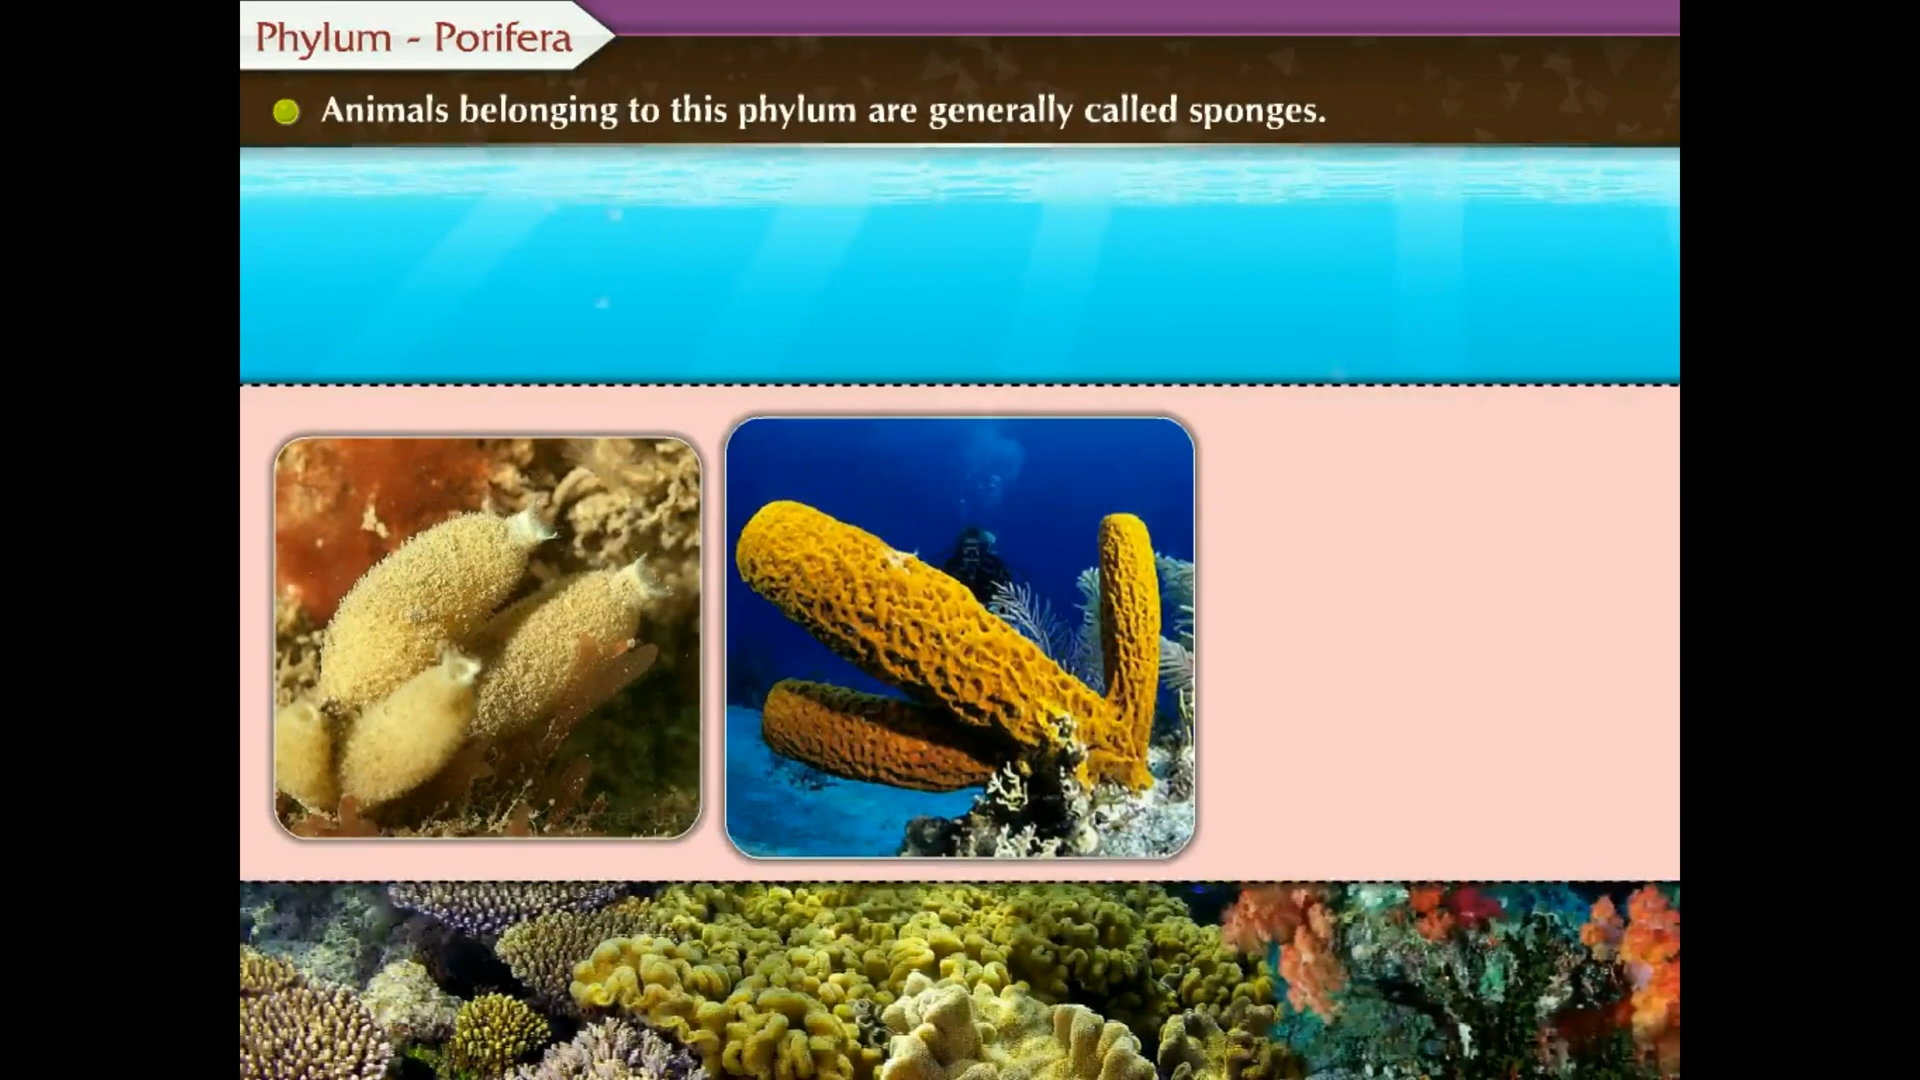 Phylum - Porifera
Animals belonging to this phylum are generally called sponges.